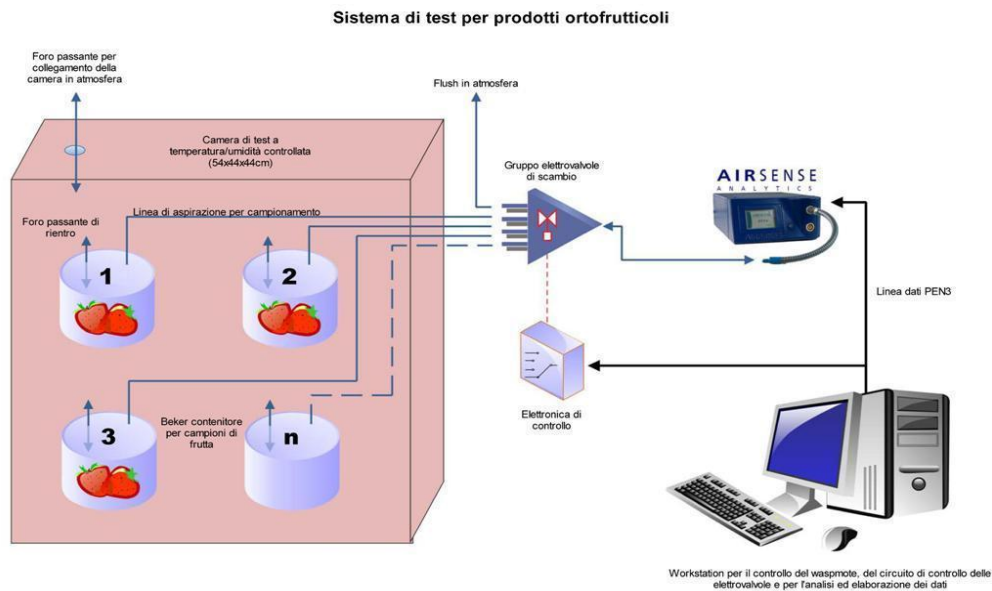 Sistema di test per prodotti ortofrutticoli
Foro passante per
collegamento della
camera in atmosfera
Flush in atmosfera
Camera di test a
temperatura/umidità controllata
(54x44x44cm)
Gruppo elettrovalvole
di scambio
AIRSENSE
ANALYTICS
Foro passante di
rientro
Linea di aspirazione per campionamento
1
2
Linea dati PEN3
3
Beker contenitore
per campioni di
frutta
n
Elettronica di
controllo
Workstation per il controllo del waspmote, del circuito di controllo delle
elettrovalvole e per l'analisi ed elaborazione dei dati